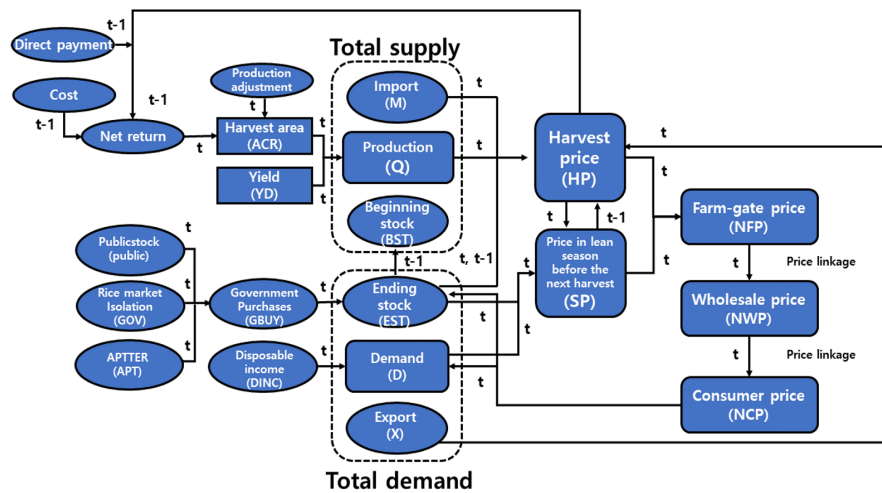 t-1
Direct payment
Total supply
t
Cost
t-1
t-1
Production
adjustment
t
Import
(M)
t
t
Net return
t
Harvest area
(ACR)
t
Production
(Q)
t
Harvest
price
(HP)
t
Yield
(YD)
t
Beginning
stock
(BST)
t
t-1
Farm-gate price
(NFP)
Publicstock
(public)
t
t-1
t, t-1
t
Price in lean
season
before the
next harvest
(SP)
t
t
Price linkage
Rice market
Isolation
(GOV)
t
Government
Purchases
(GBUY)
t
Ending
stock
(EST)
t
t
Wholesale price
(NWP)
APTTER
(APT)
t
Disposable
income
(DINC)
t
Demand
(D)
t
t
Price linkage
Export
(X)
Consumer price
(NCP)
Total demand